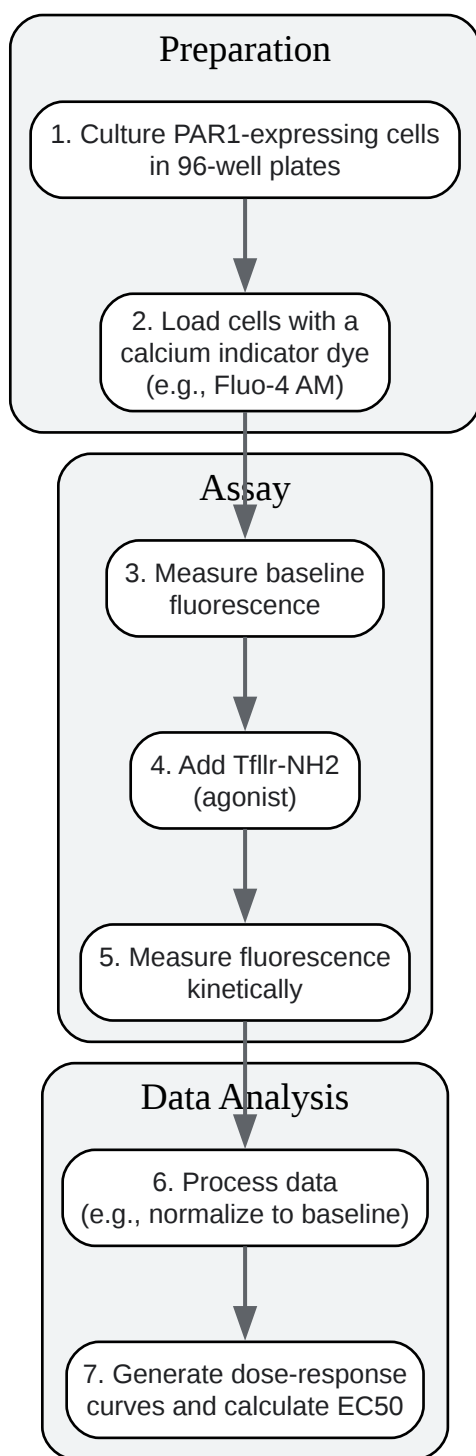 Preparation
1. Culture PAR1-expressing cells
in 96-well plates
2. Load cells with a
calcium indicator dye
(e.g., Fluo-4 AM)
Assay
3. Measure baseline
fluorescence
4. Add Tfllr-NH2
(agonist)
5. Measure fluorescence
kinetically
Data Analysis
6. Process data
(e.g., normalize to baseline)
7. Generate dose-response
curves and calculate EC50